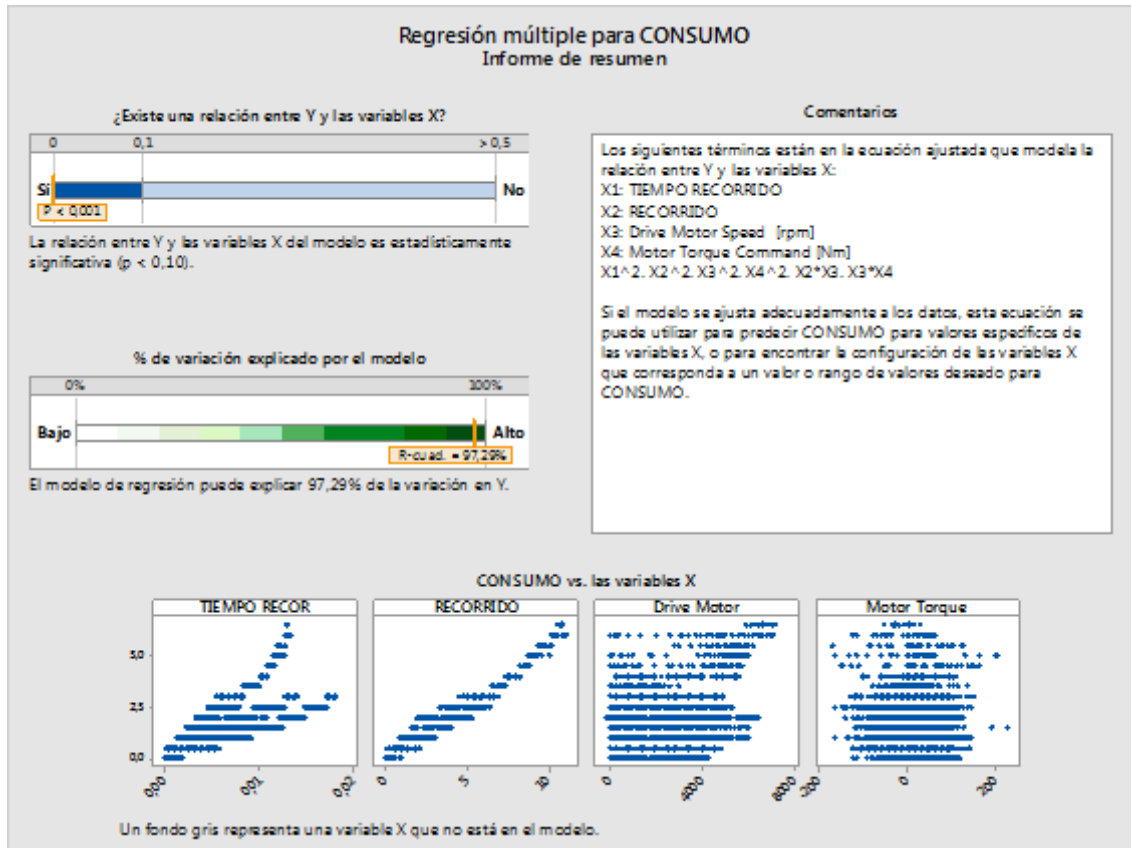 Regresión múltiple para CONSUMO
Informe de resumen
¿Existe una relación entre Y y las variables X?
0 0,1 > 0,5
Sí No
P < 0,001
La relación entre Y y las variables X del modelo es estadísticamente
significativa (p < 0,10).
% de variación explicado por el modelo
0% 100%
Bajo Alto
R-cuad. = 97,29%
El modelo de regresión puede explicar 97,29% de la variación en Y.
Comentarios
Los siguientes términos están en la ecuación ajustada que modela la
relación entre Y y las variables X:
X1: TIEMPO RECORRIDO
X2: RECORRIDO
X3: Drive Motor Speed [rpm]
X4: Motor Torque Command [Nm]
X1^2. X2^2. X3^2. X4^2. X2*X3. X3*X4
Si el modelo se ajusta adecuadamente a los datos, esta ecuación se
puede utilizar para predecir CONSUMO para valores específicos de
las variables X, o para encontrar la configuración de las variables X
que corresponda a un valor o rango de valores deseado para
CONSUMO.
CONSUMO vs. las variables X
TIEMPO RECOR RECORRIDO Drive Motor Motor Torque
5,0
2,5
0,0
0,00 0,01 0,02 0 5 10 0 4000 8000 -200 0 200
Un fondo gris representa una variable X que no está en el modelo.